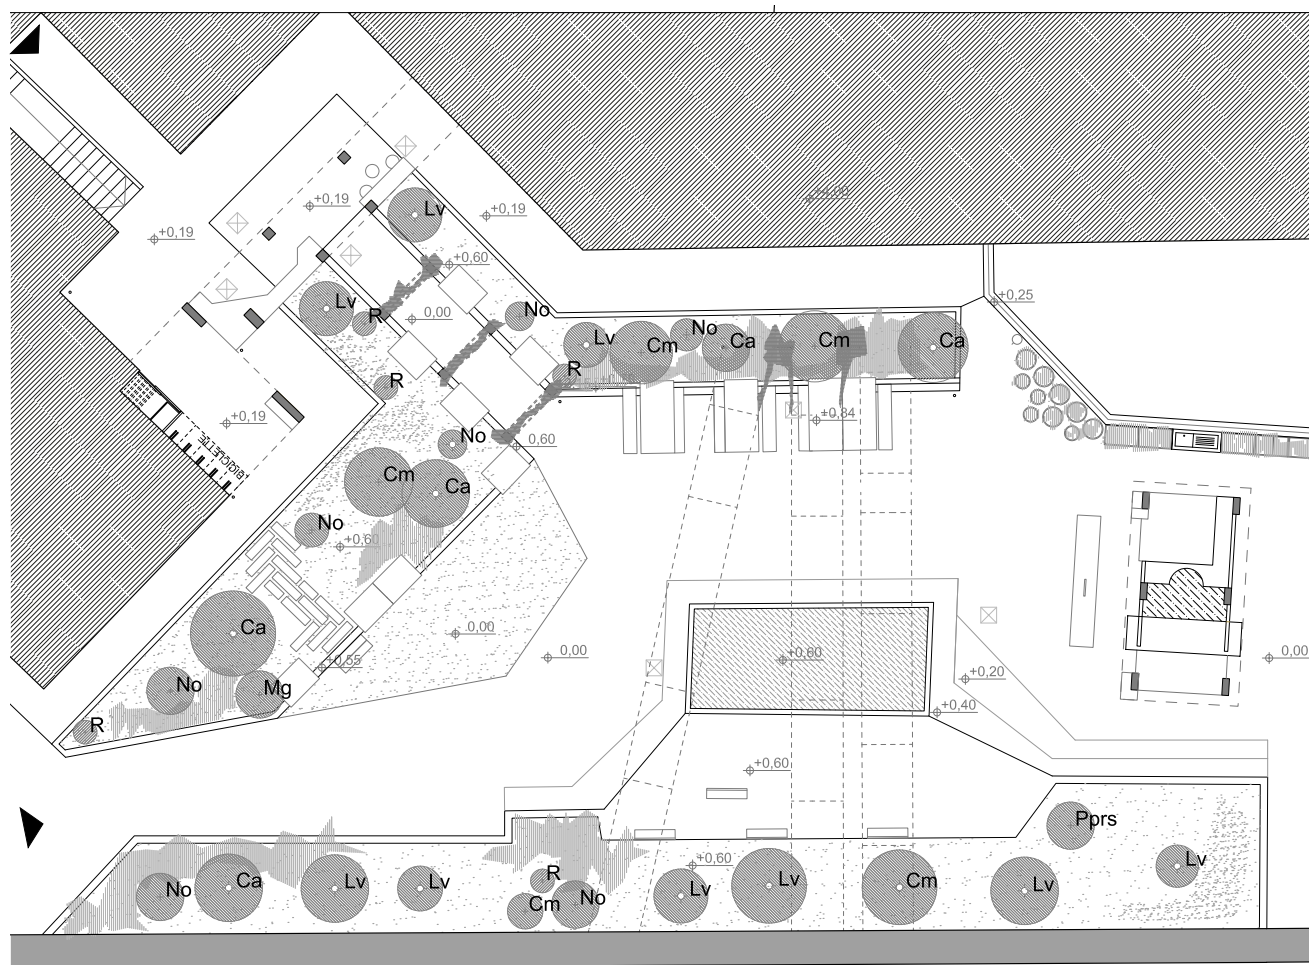 +0,19
Lv
+0,19
+0,19
+0,60
+0,25
Lv
R
0,00
No
Lv
Cm
No
Ca
Cm
Ca
R
R
+0,84
+0,19
No
0,60
BICICLETTE
Cm
Ca
No
+0,60
Ca
0,00
0,00
+0,60
0,00
+0,55
+0,20
No
Mg
+0,40
R
+0,60
Pprs
+0,60
Lv
No
Ca
Lv
Lv
R
Cm
No
Lv
Lv
Cm
Lv